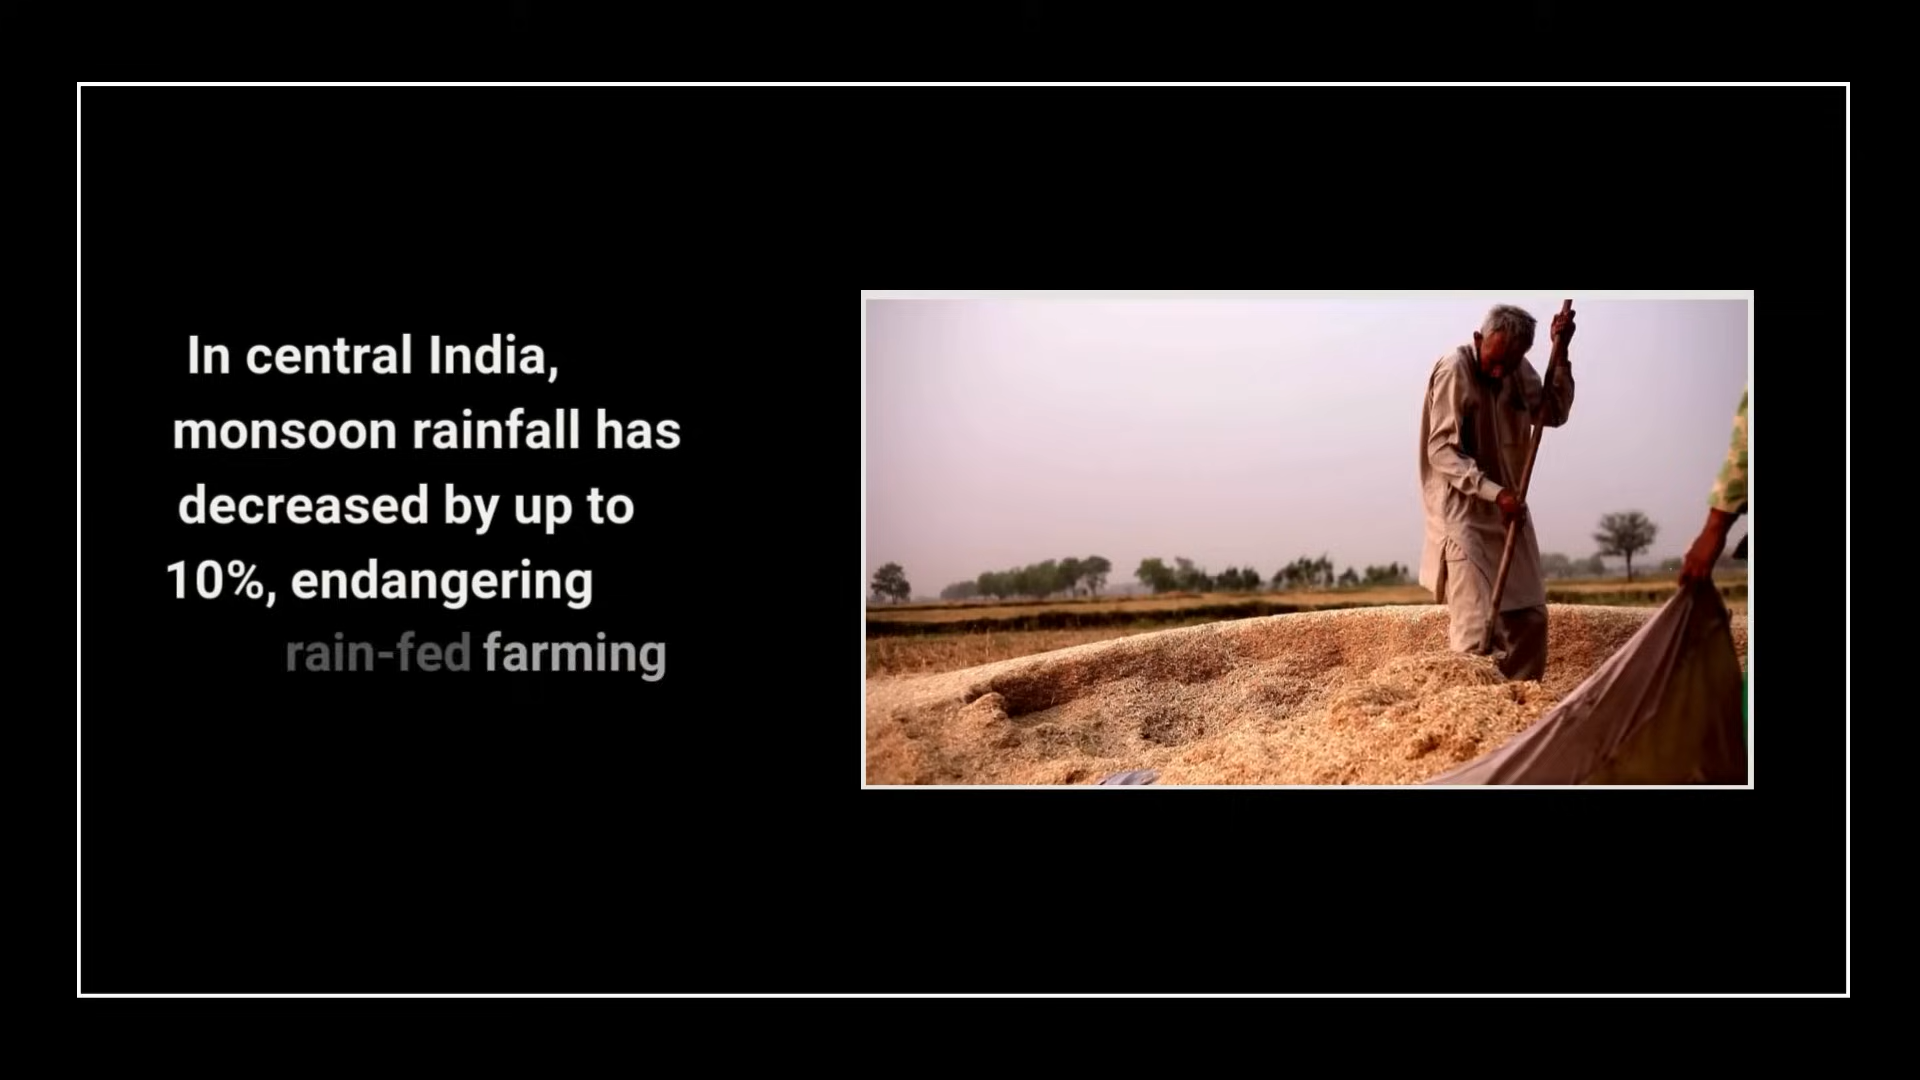 In central India,
monsoon rainfall has
decreased by up to
10%, endangering
rain-fed farming